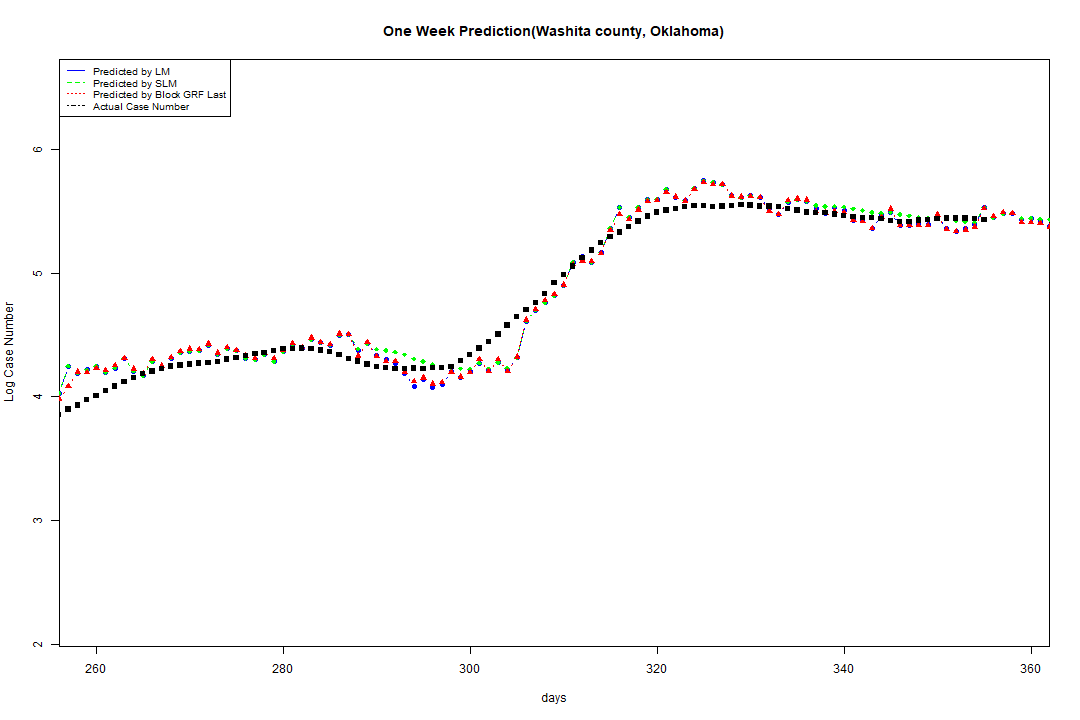 One Week Prediction(Washita county, Oklahoma)
Predicted by LM
Predicted by SLM
Predicted by Block GRF Last
Actual Case Number
6
5
4
3
2
Log Case Number
260 280 300 320 340 360
days